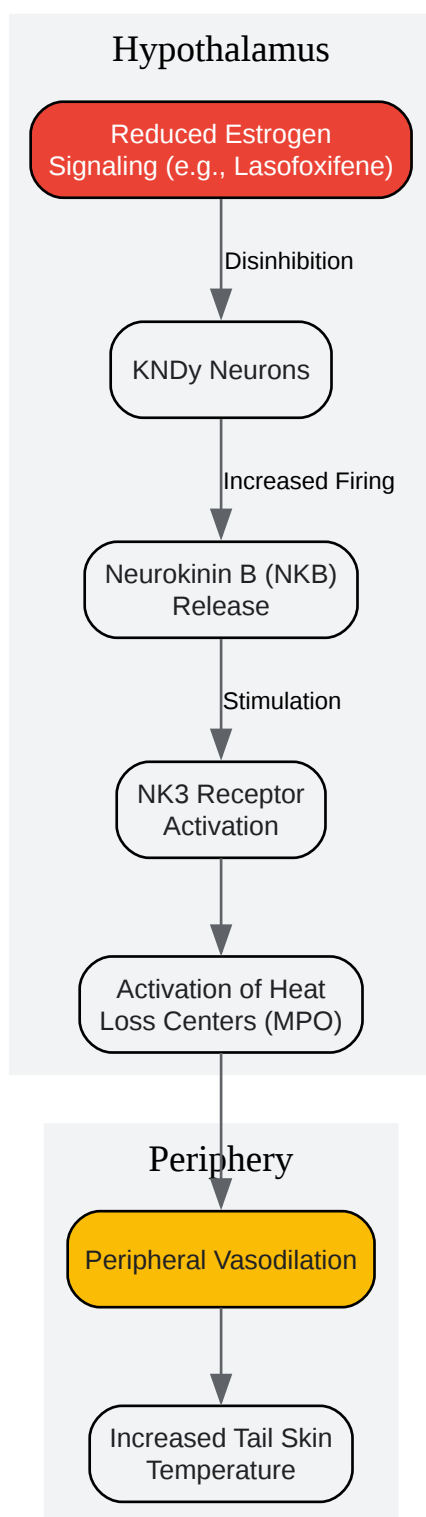 Hypothalamus
Reduced Estrogen
Signaling (e.g., Lasofoxifene)
Disinhibition
KNDy Neurons
Increased Firing
Neurokinin B (NKB)
Release
Stimulation
NK3 Receptor
Activation
Activation of Heat
Loss Centers (MPO)
Periphery
Peripheral Vasodilation
Increased Tail Skin
Temperature